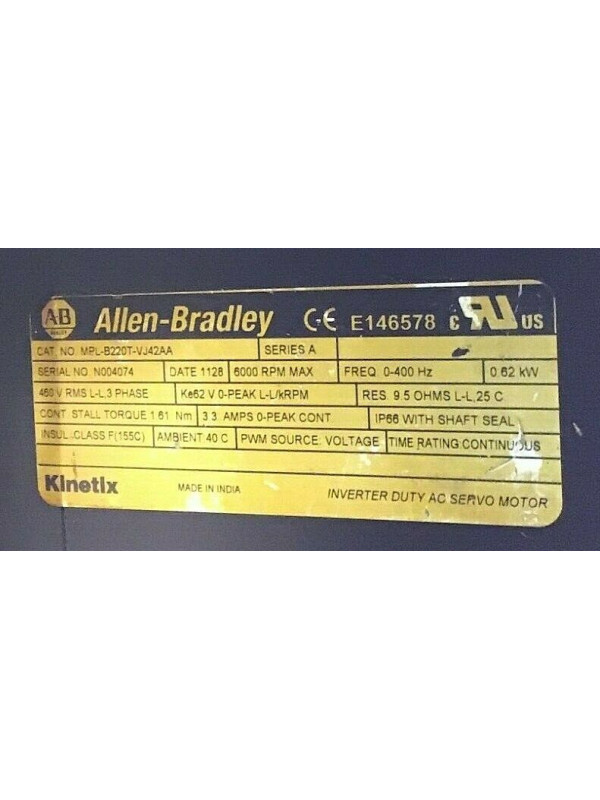 A-B Allen-Bradley CE E146578 c RU US
CAT. NO. MPL-B220T-VJ42AA SERIES A
SERIAL NO. N004074 DATE 1128 6000 RPM MAX FREQ. 0-400 Hz 0.62 kW
460 V RMS L-L,3 PHASE Ke62 V 0-PEAK L-L/kRPM RES. 9.5 OHMS L-L,25 C
CONT. STALL TORQUE 1.61 Nm 3.3 AMPS 0-PEAK CONT. IP66 WITH SHAFT SEAL
INSUL.CLASS F(155C) AMBIENT 40 C PWM SOURCE: VOLTAGE TIME RATING:CONTINUOUS
Kinetix MADE IN INDIA INVERTER DUTY AC SERVO MOTOR